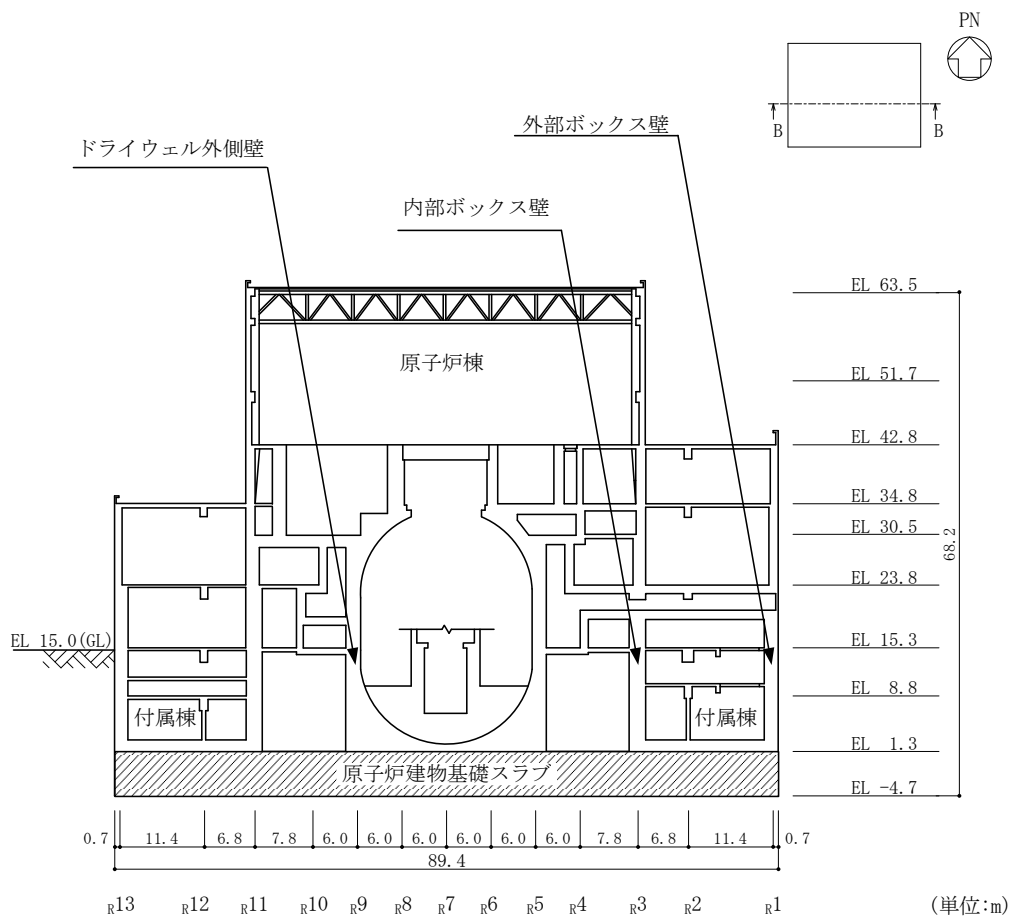 PN
B B
外部ボックス壁
ドライウェル外側壁
内部ボックス壁
EL 63.5
原子炉棟
EL 51.7
EL 42.8
EL 34.8
EL 30.5
68.2
EL 23.8
EL 15.0(GL)
EL 15.3
EL 8.8
付属棟 付属棟
EL 1.3
原子炉建物基礎スラブ
EL -4.7
0.7 11.4 6.8 7.8 6.0 6.0 6.0 6.0 6.0 6.0 7.8 6.8 11.4 0.7
89.4
R13 R12 R11 R10 R9 R8 R7 R6 R5 R4 R3 R2 R1 (単位:m)